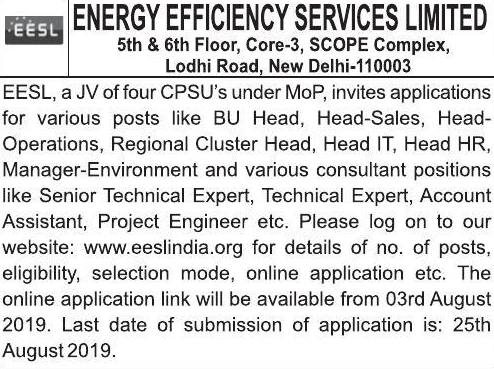 EESL
ENERGY EFFICIENCY SERVICES LIMITED
5th & 6th Floor, Core-3, SCOPE Complex,
Lodhi Road, New Delhi-110003
EESL, a JV of four CPSU's under MoP, invites applications
for various posts like BU Head, Head-Sales, Head-
Operations, Regional Cluster Head, Head IT, Head HR,
Manager-Environment and various consultant positions
like Senior Technical Expert, Technical Expert, Account
Assistant, Project Engineer etc. Please log on to our
website: www.eeslindia.org for details of no. of posts,
eligibility, selection mode, online application etc. The
online application link will be available from 03rd August
2019. Last date of submission of application is: 25th
August 2019.